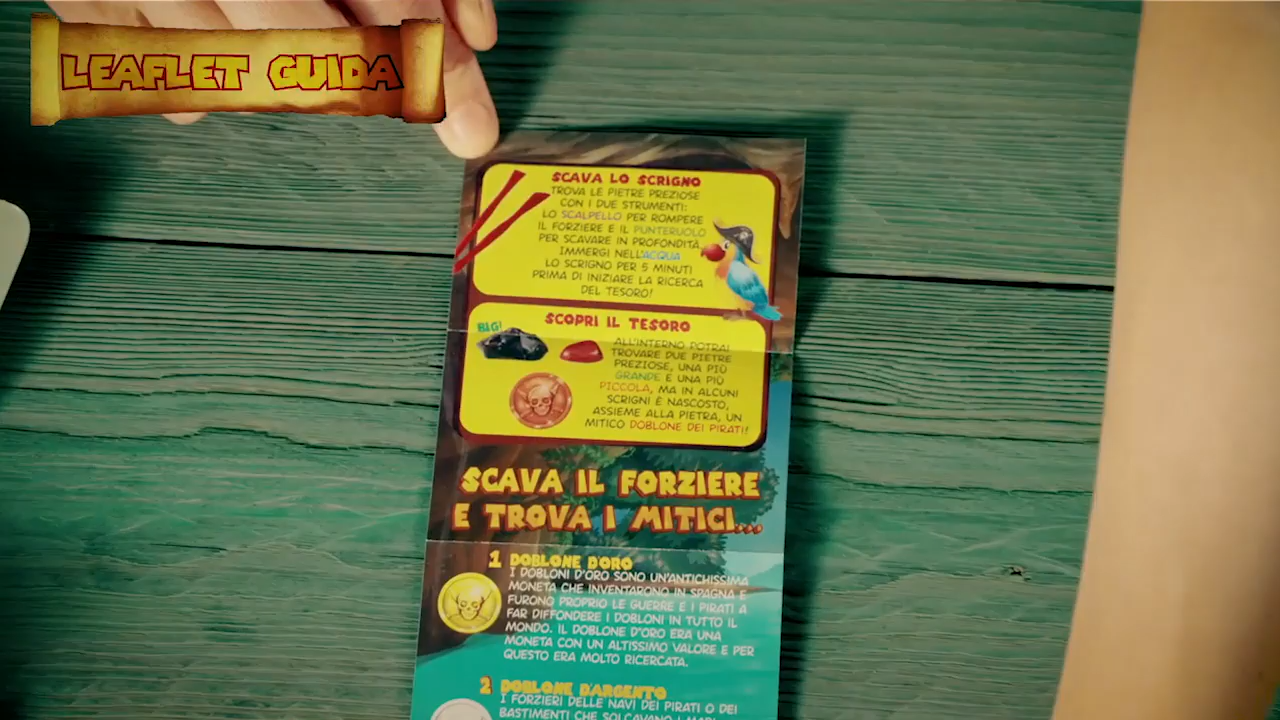 LEAFLET GUIDA
SCAVA LO SCRIGNO
TROVA LE PIETRE PREZIOSE
CON I DUE STRUMENTI:
LO SCALPELLO PER ROMPERE
IL FORZIERE E IL PUNTERUOLO
PER SCAVARE IN PROFONDITÀ.
IMMERGI NELL'ACQUA
LO SCRIGNO PER 5 MINUTI
PRIMA DI INIZIARE LA RICERCA
DEL TESORO!
SCOPRI IL TESORO
BIG!
ALL'INTERNO POTRAI
TROVARE DUE PIETRE
PREZIOSE, UNA PIÙ
GRANDE E UNA PIÙ
PICCOLA, MA IN ALCUNI
SCRIGNI È NASCOSTO,
ASSIEME ALLA PIETRA, UN
MITICO DOBLONE DEI PIRATI!
SCAVA IL FORZIERE
E TROVA I MITICI...
1 DOBLONE D'ORO
I DOBLONI D'ORO SONO UN'ANTICHISSIMA
MONETA CHE INVENTARONO IN SPAGNA E
FURONO PROPRIO LE GUERRE E I PIRATI A
FAR DIFFONDERE I DOBLONI IN TUTTO IL
MONDO. IL DOBLONE D'ORO ERA UNA
MONETA CON UN ALTISSIMO VALORE E PER
QUESTO ERA MOLTO RICERCATA.
2 DOBLONE D'ARGENTO
I FORZIERI DELLE NAVI DEI PIRATI O DEI
BASTIMENTI CHE SOLCAVANO I MARI